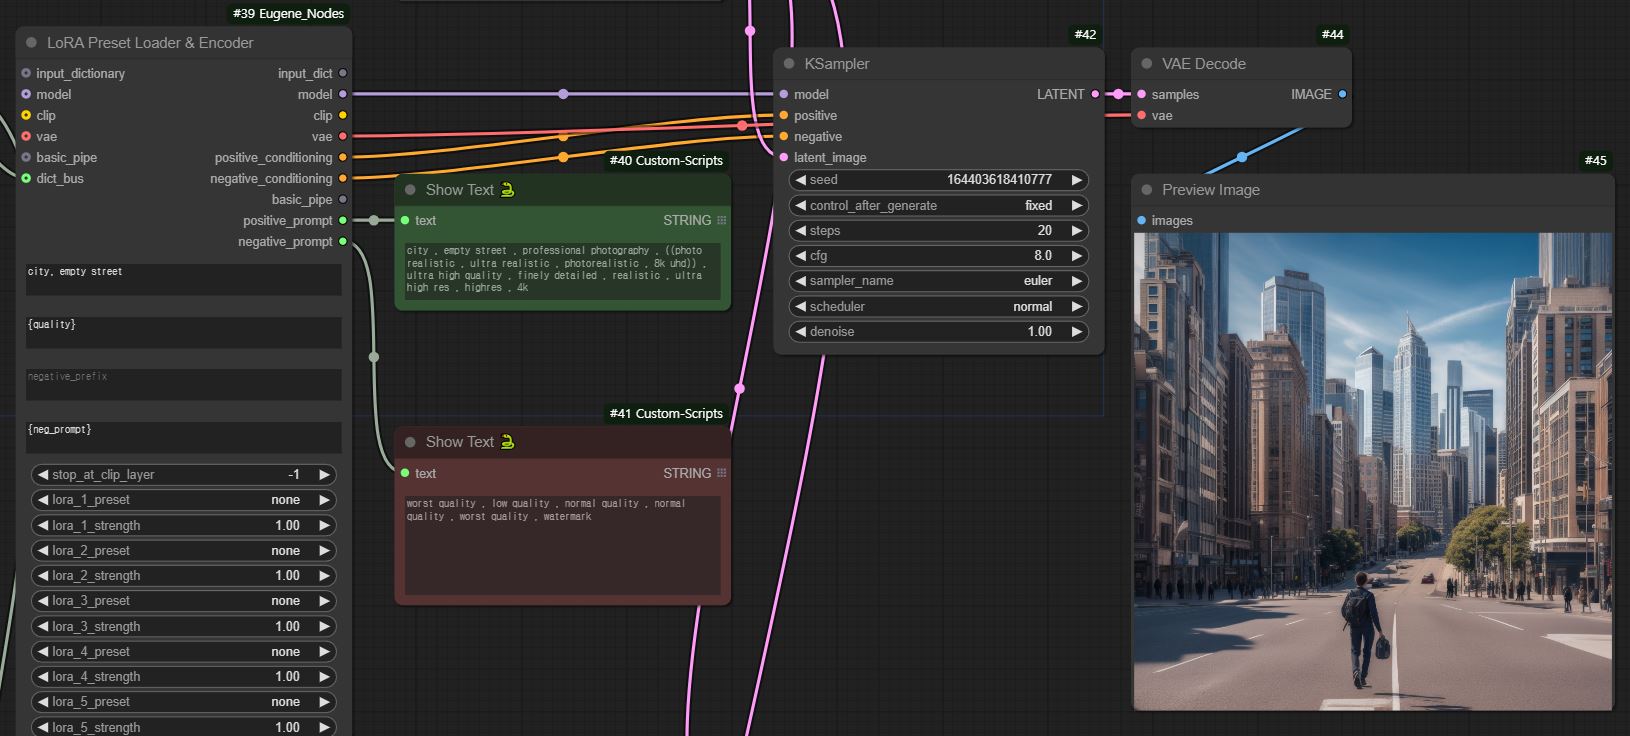 #39 Eugene_Nodes
LoRA Preset Loader & Encoder
input_dictionary
input_dict
model
model
clip
clip
vae
vae
basic_pipe
positive_conditioning
dict_bus
negative_conditioning
basic_pipe
positive_prompt
negative_prompt
city, empty street
{quality}
negative_prefix
{neg_prompt}
stop_at_clip_layer -1
lora_1_preset none
lora_1_strength 1.00
lora_2_preset none
lora_2_strength 1.00
lora_3_preset none
lora_3_strength 1.00
lora_4_preset none
lora_4_strength 1.00
lora_5_preset none
lora_5_strength 1.00
#40 Custom-Scripts
Show Text
text
STRING
city , empty street , professional photography , ((photo
realistic , ultra realistic , photorealistic , 8k uhd)) ,
ultra high quality , finely detailed , realistic , ultra
high res , highres , 4k
#41 Custom-Scripts
Show Text
text
STRING
worst quality , low quality , normal quality , normal
quality , worst quality , watermark
#42
KSampler
model
LATENT
positive
negative
latent_image
seed 164403618410777
control_after_generate fixed
steps 20
cfg 8.0
sampler_name euler
scheduler normal
denoise 1.00
#44
VAE Decode
samples
IMAGE
vae
#45
Preview Image
images